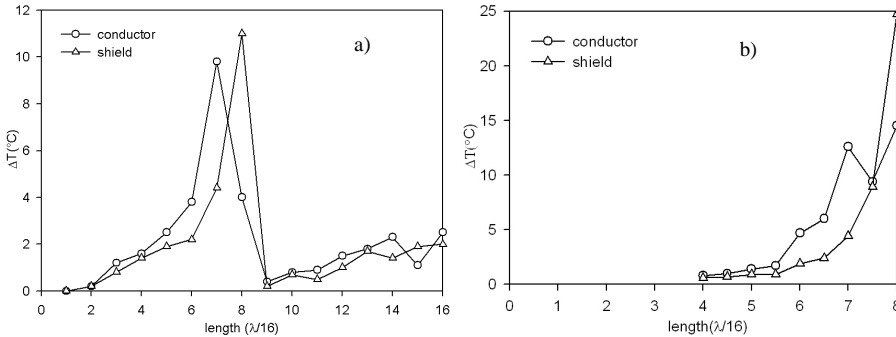 12
10
8
6
4
2
0
ΔT(°C)
conductor
shield
a)
0 2 4 6 8 10 12 14 16
length (λ/16)
25
20
15
10
5
0
ΔT(°C)
conductor
shield
b)
0 1 2 3 4 5 6 7 8
length(λ/16)